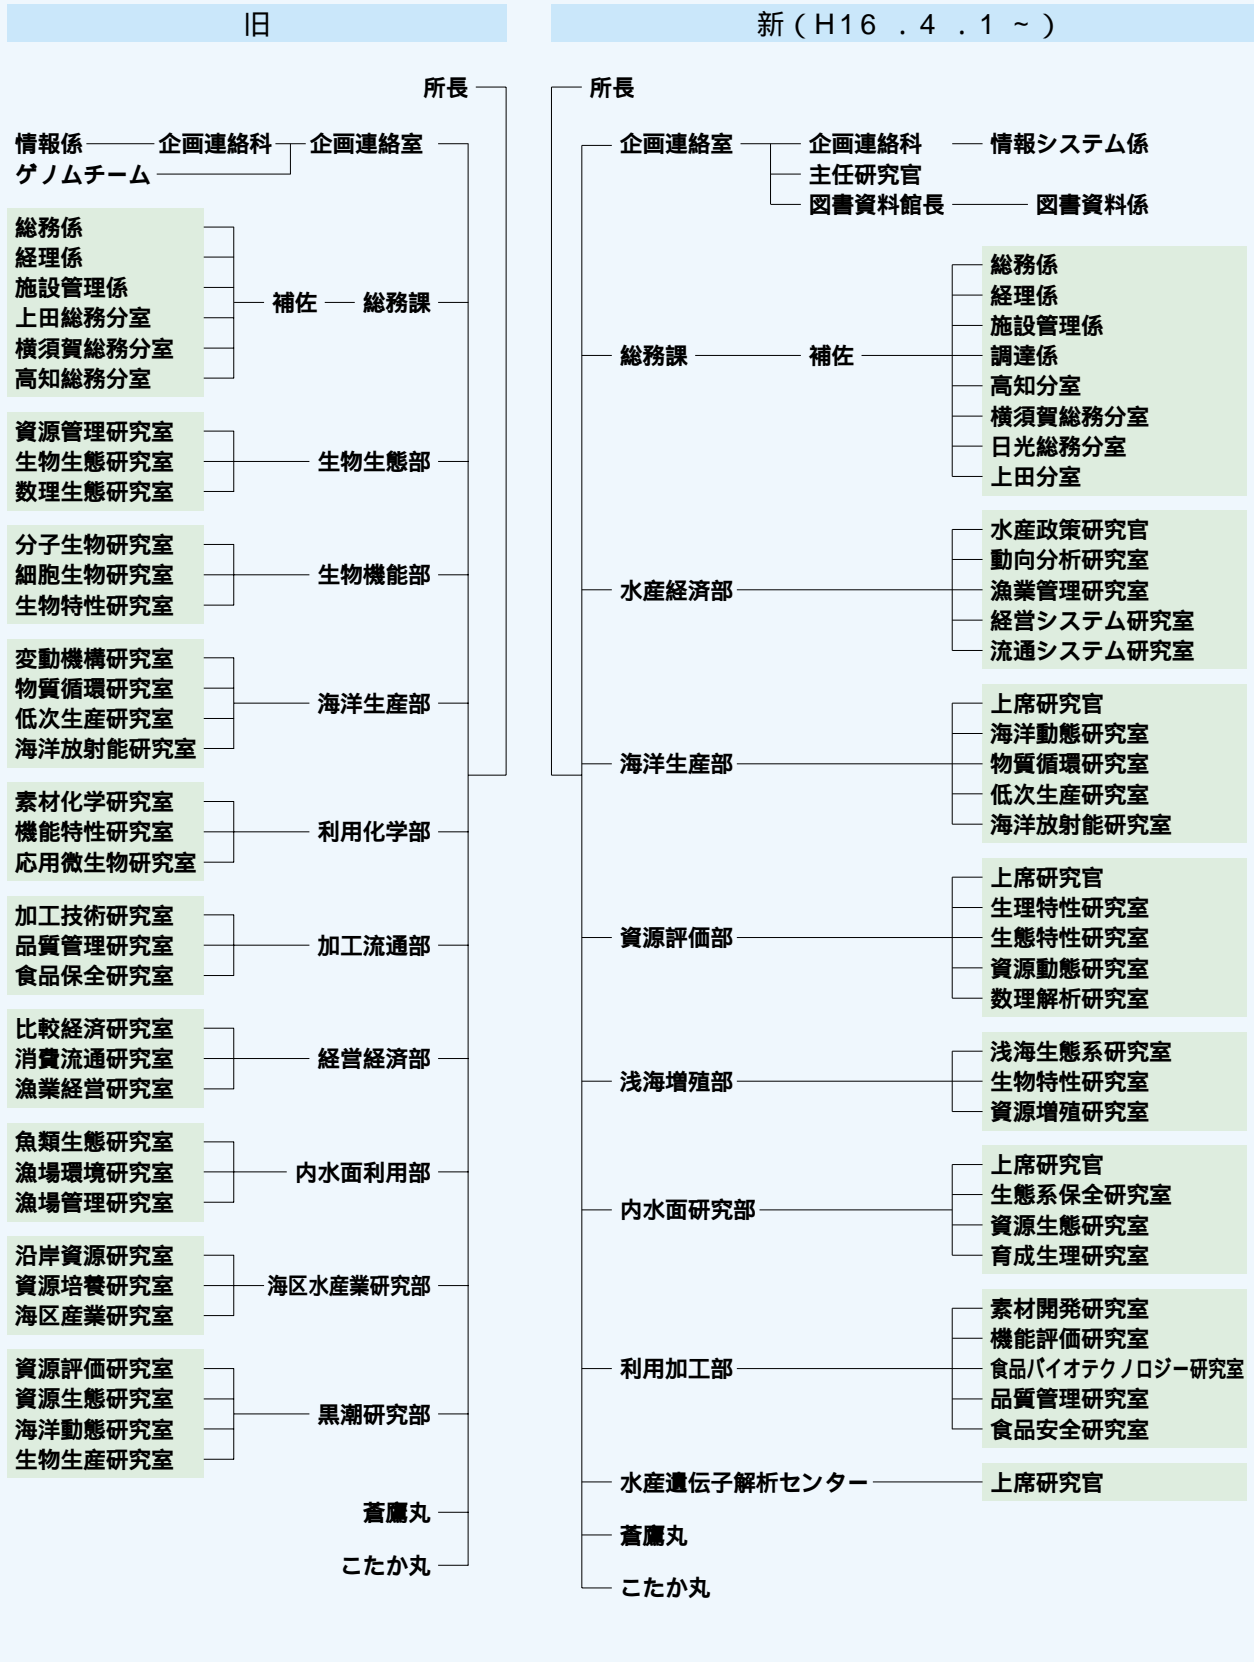 旧
所長
情報係 企画連絡科 企画連絡室
ゲノムチーム
総務係
経理係
施設管理係
補佐 総務課
上田総務分室
横須賀総務分室
高知総務分室
資源管理研究室
生物生態研究室 生物生態部
数理生態研究室
分子生物研究室
細胞生物研究室 生物機能部
生物特性研究室
変動機構研究室
物質循環研究室
海洋生産部
低次生産研究室
海洋放射能研究室
素材化学研究室
機能特性研究室 利用化学部
応用微生物研究室
加工技術研究室
品質管理研究室 加工流通部
食品保全研究室
比較経済研究室
消費流通研究室 経営経済部
漁業経営研究室
魚類生態研究室
漁場環境研究室 内水面利用部
漁場管理研究室
沿岸資源研究室
資源培養研究室 海区水産業研究部
海区産業研究室
資源評価研究室
資源生態研究室
黒潮研究部
海洋動態研究室
生物生産研究室
蒼鷹丸
こたか丸
新(H16.4.1~)
所長
企画連絡室 企画連絡科 情報システム係
主任研究官
図書資料館長 図書資料係
総務係
経理係
施設管理係
総務課 補佐 調達係
高知分室
横須賀総務分室
日光総務分室
上田分室
水産政策研究官
動向分析研究室
水産経済部 漁業管理研究室
経営システム研究室
流通システム研究室
上席研究官
海洋動態研究室
海洋生産部 物質循環研究室
低次生産研究室
海洋放射能研究室
上席研究官
生理特性研究室
資源評価部 生態特性研究室
資源動態研究室
数理解析研究室
浅海生態系研究室
浅海増殖部 生物特性研究室
資源増殖研究室
上席研究官
生態系保全研究室
内水面研究部
資源生態研究室
育成生理研究室
素材開発研究室
機能評価研究室
利用加工部 食品バイオテクノロジー研究室
品質管理研究室
食品安全研究室
水産遺伝子解析センター 上席研究官
蒼鷹丸
こたか丸